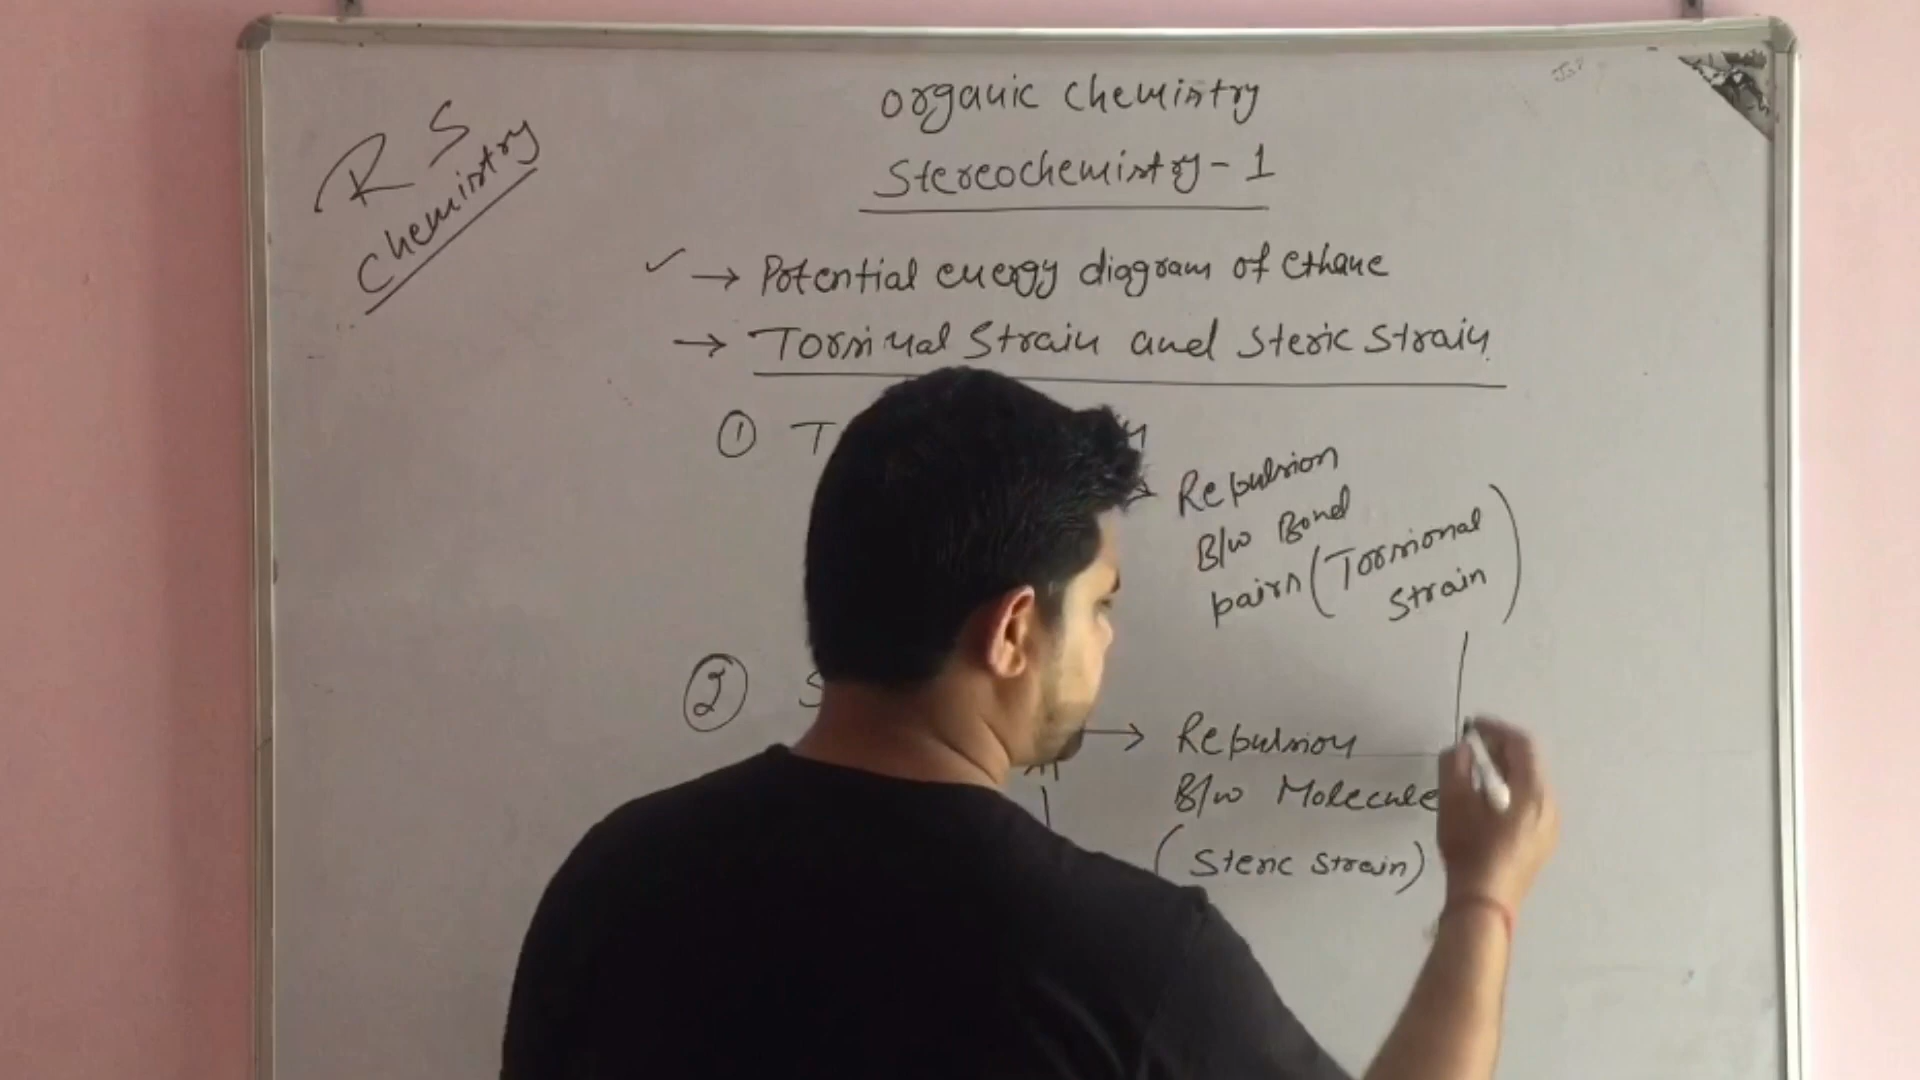 R S
Chemistry
Organic Chemistry
Stereochemistry-1
✓ → Potential energy diagram of ethane
→ Torsinal Strain and Steric Strain
① T
Repulsion
B/w Bond
pairs (Torsional
Strain)
② S
→ Repulsion
B/w Molecule
(Steric Strain)